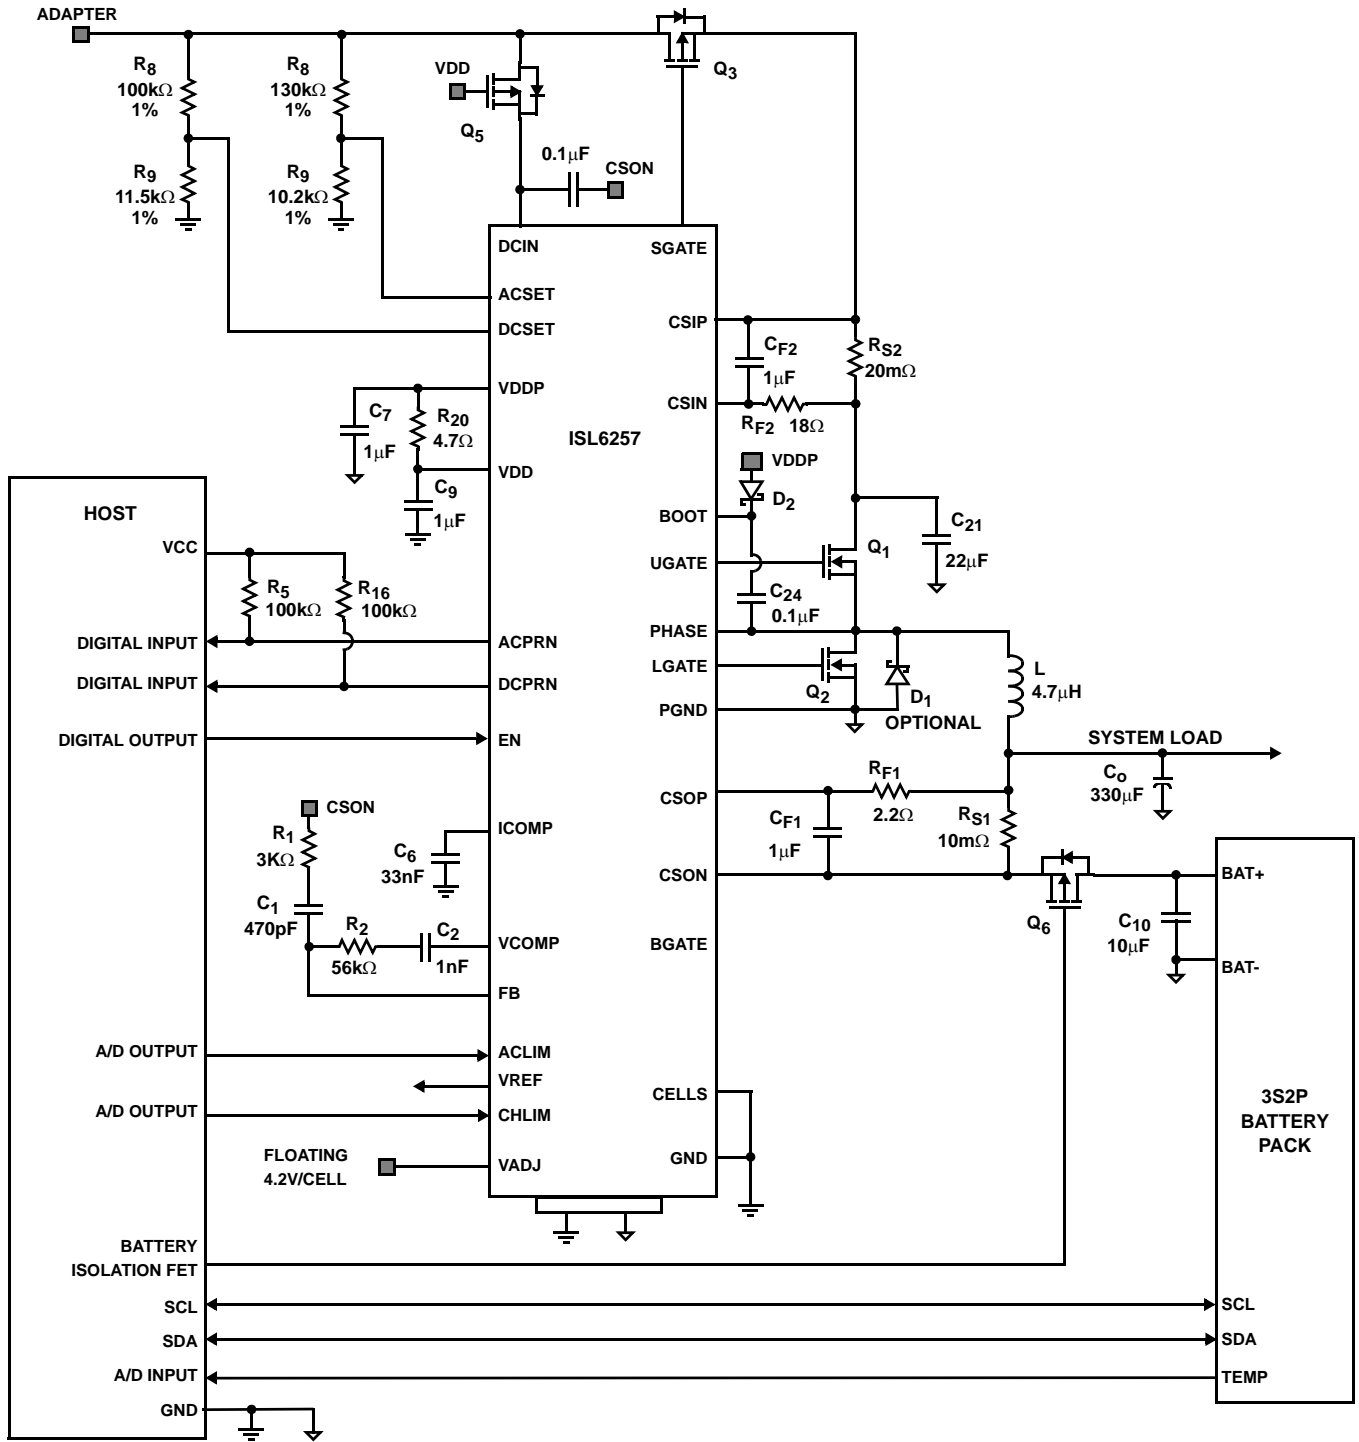 ADAPTER
R8
100kΩ
1%
R8
130kΩ
1%
VDD
Q5
Q3
R9
11.5kΩ
1%
R9
10.2kΩ
1%
0.1μF
CSON
DCIN
SGATE
ACSET
DCSET
CSIP
CF2
1μF
RS2
20mΩ
VDDP
C7
1μF
R20
4.7Ω
CSIN
RF2
18Ω
ISL6257
VDD
C9
1μF
VDDP
D2
BOOT
C21
22μF
Q1
UGATE
C24
0.1μF
HOST
VCC
R5
100kΩ
R16
100kΩ
PHASE
DIGITAL INPUT
ACPRN
LGATE
Q2
D1
OPTIONAL
L
4.7μH
DIGITAL INPUT
DCPRN
PGND
DIGITAL OUTPUT
EN
SYSTEM LOAD
Co
330μF
RF1
2.2Ω
CSOP
CF1
1μF
RS1
10mΩ
CSON
R1
3KΩ
ICOMP
C6
33nF
CSON
BAT+
C1
470pF
R2
56kΩ
C2
1nF
VCOMP
BGATE
Q6
C10
10μF
BAT-
FB
A/D OUTPUT
ACLIM
VREF
CELLS
A/D OUTPUT
CHLIM
3S2P
BATTERY
PACK
FLOATING
4.2V/CELL
VADJ
GND
BATTERY
ISOLATION FET
SCL
SCL
SDA
SDA
A/D INPUT
TEMP
GND